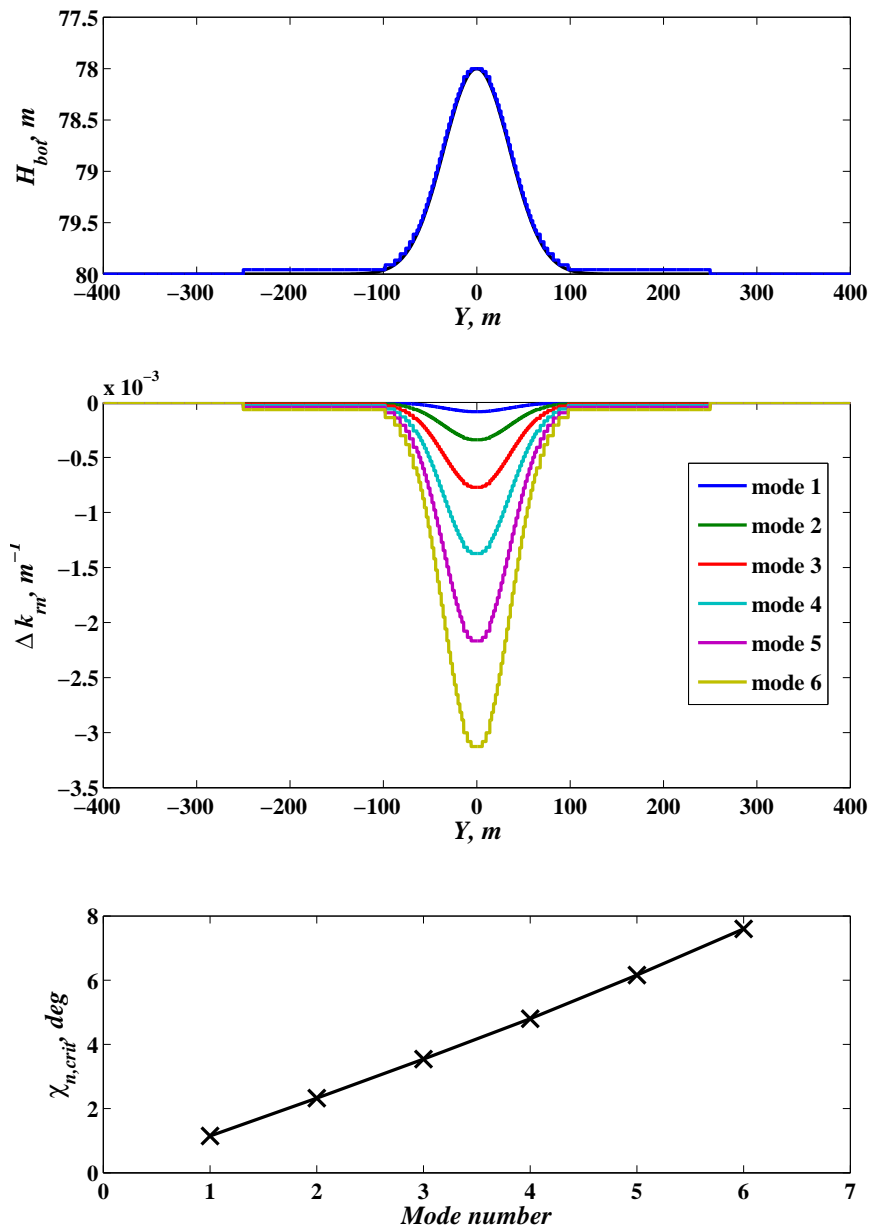 77.5
78
78.5
79
79.5
80
H_bot, m
−400 −300 −200 −100 0 100 200 300 400
Y, m
x 10^−3
0
−0.5
−1
−1.5
−2
−2.5
−3
−3.5
Δ k_rn, m^−1
mode 1
mode 2
mode 3
mode 4
mode 5
mode 6
−400 −300 −200 −100 0 100 200 300 400
Y, m
8
6
4
2
0
χ_n,crit, deg
0 1 2 3 4 5 6 7
Mode number